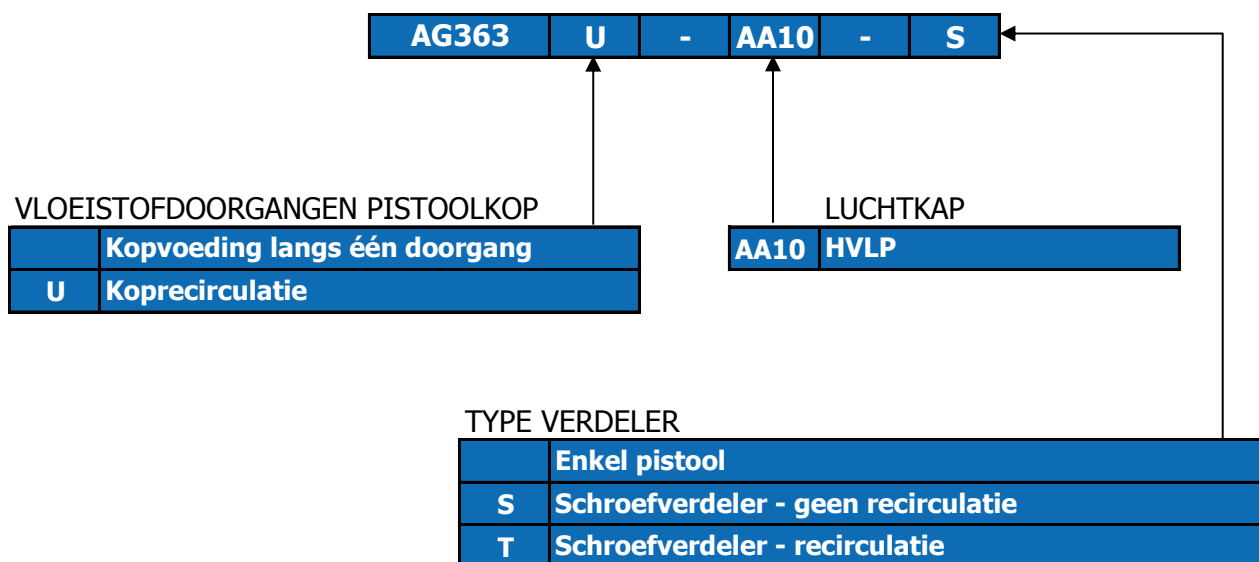 AG363 U - AA10 - S
VLOEISTOFDOORGANGEN PISTOOLKOP
Kopvoeding langs één doorgang
U Koprecirculatie
LUCHTKAP
AA10 HVLP
TYPE VERDELER
Enkel pistool
S Schroefverdeler - geen recirculatie
T Schroefverdeler - recirculatie